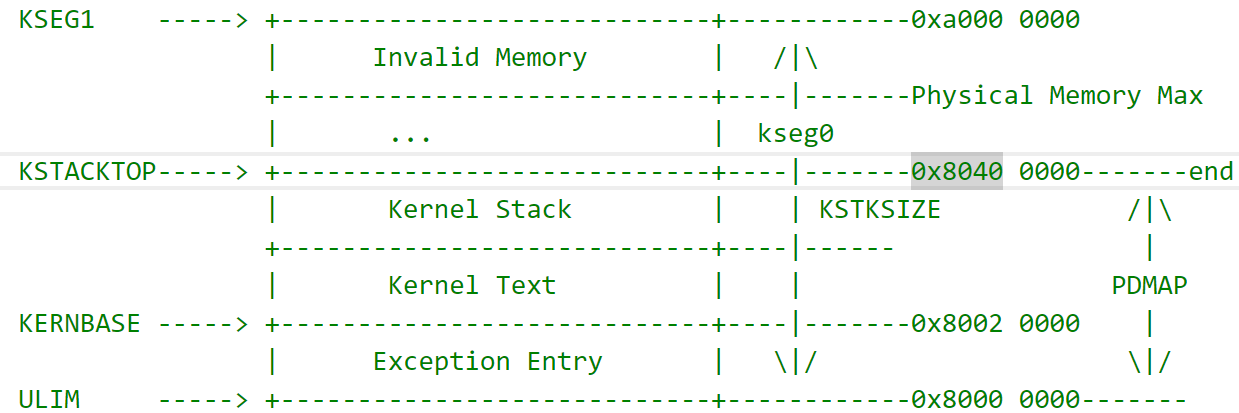 KSEG1     -----> +----------------------------+------------0xa000 0000
                 |      Invalid Memory        |   /|\
                 +----------------------------+----|-------Physical Memory Max
                 |       ...                  |  kseg0
KSTACKTOP-----> +----------------------------+----|-------0x8040 0000-------end
                 |       Kernel Stack         |    | KSTKSIZE            /|\
                 +----------------------------+----|------                |
                 |       Kernel Text          |    |                    PDMAP
KERNBASE -----> +----------------------------+----|-------0x8002 0000    |
                 |      Exception Entry       |   \|/                    \|/
ULIM     -----> +----------------------------+------------0x8000 0000-------